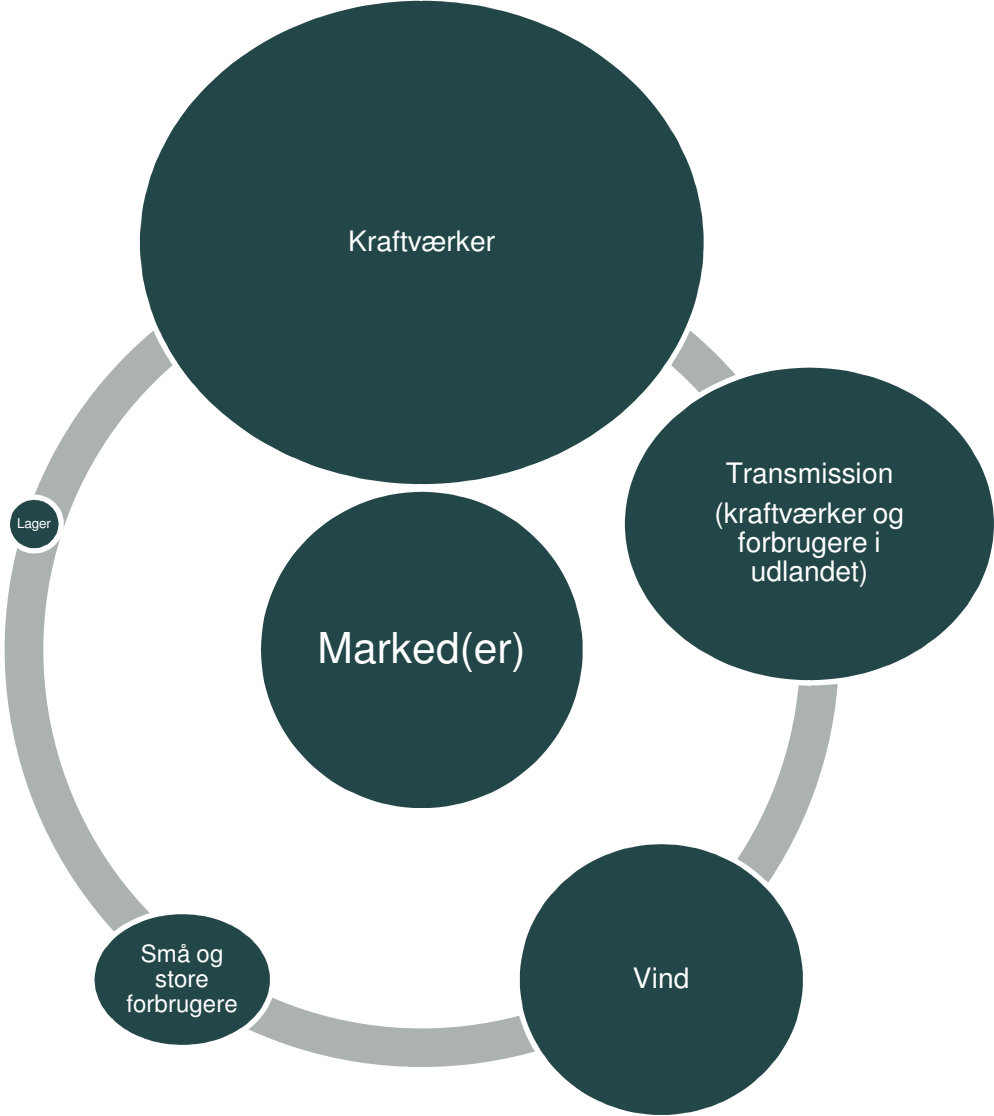 Kraftværker
Transmission
(kraftværker og
forbrugere i
udlandet)
Lager
Marked(er)
Små og
store
forbrugere
Vind